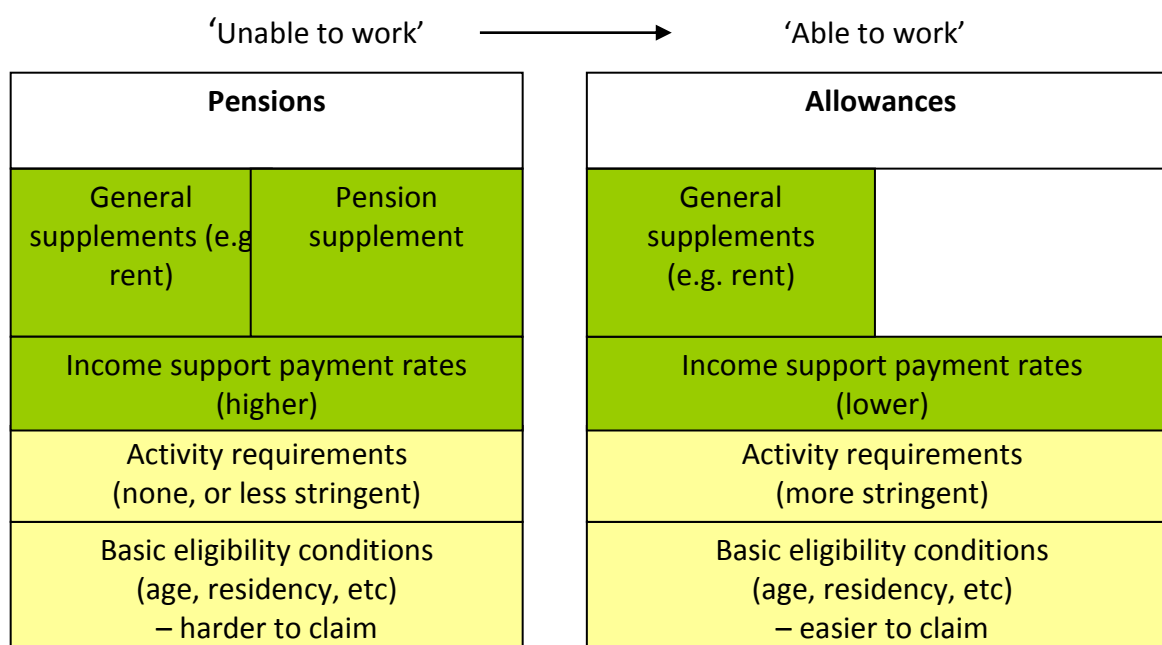 ‘Unable to work’
‘Able to work’
Pensions
General
supplements (e.g
rent)
Pension
supplement
Income support payment rates
(higher)
Activity requirements
(none, or less stringent)
Basic eligibility conditions
(age, residency, etc)
– harder to claim
Allowances
General
supplements
(e.g. rent)
Income support payment rates
(lower)
Activity requirements
(more stringent)
Basic eligibility conditions
(age, residency, etc)
– easier to claim